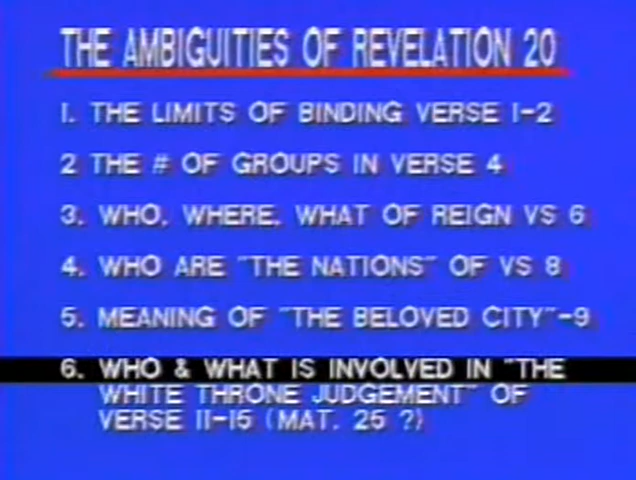 THE AMBIGUITIES OF REVELATION 20
1. THE LIMITS OF BINDING VERSE 1-2
2 THE # OF GROUPS IN VERSE 4
3. WHO, WHERE, WHAT OF REIGN VS 6
4. WHO ARE "THE NATIONS" OF VS 8
5. MEANING OF "THE BELOVED CITY"-9
6. WHO & WHAT IS INVOLVED IN "THE
WHITE THRONE JUDGEMENT" OF
VERSE 11-15 (MAT. 25 ?)